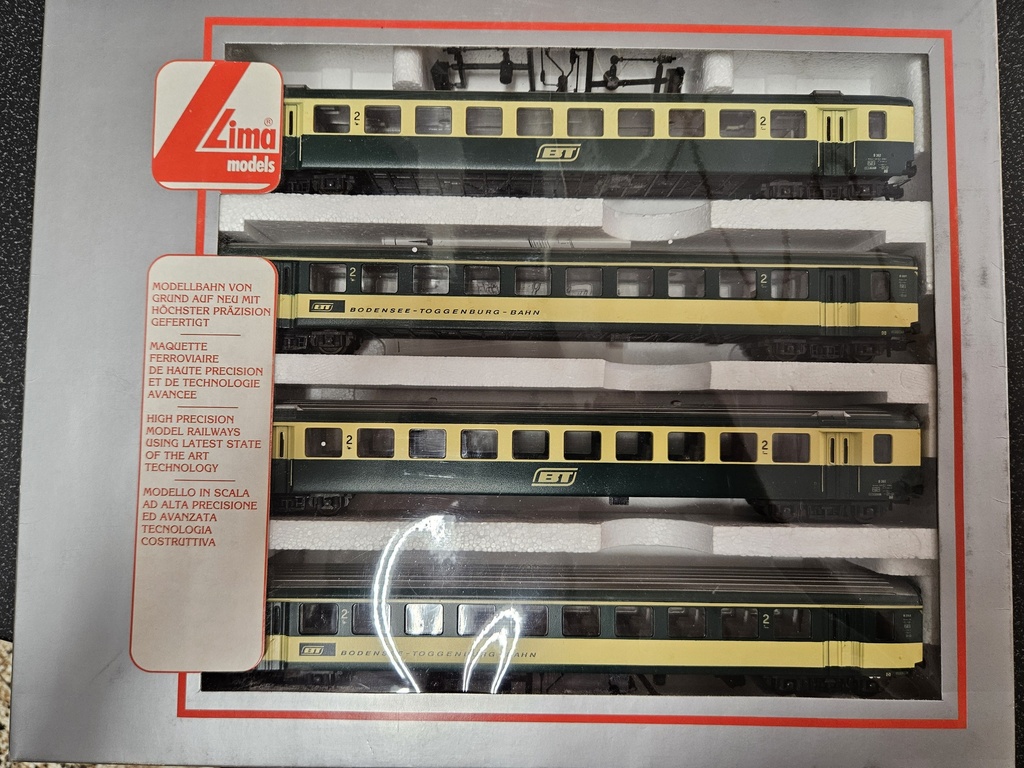 Lima®
models
MODELLBAHN VON
GRUND AUF NEU MIT
HÖCHSTER PRÄZISION
GEFERTIGT
MAQUETTE
FERROVIAIRE
DE HAUTE PRECISION
ET DE TECHNOLOGIE
AVANCEE
HIGH PRECISION
MODEL RAILWAYS
USING LATEST STATE
OF THE ART
TECHNOLOGY
MODELLO IN SCALA
AD ALTA PRECISIONE
ED AVANZATA
TECNOLOGIA
COSTRUTTIVA
2 2
BT
2 2
BT BODENSEE-TOGGENBURG-BAHN
2 2
BT
2 2
BT BODENSEE-TOGGENBURG-BAHN